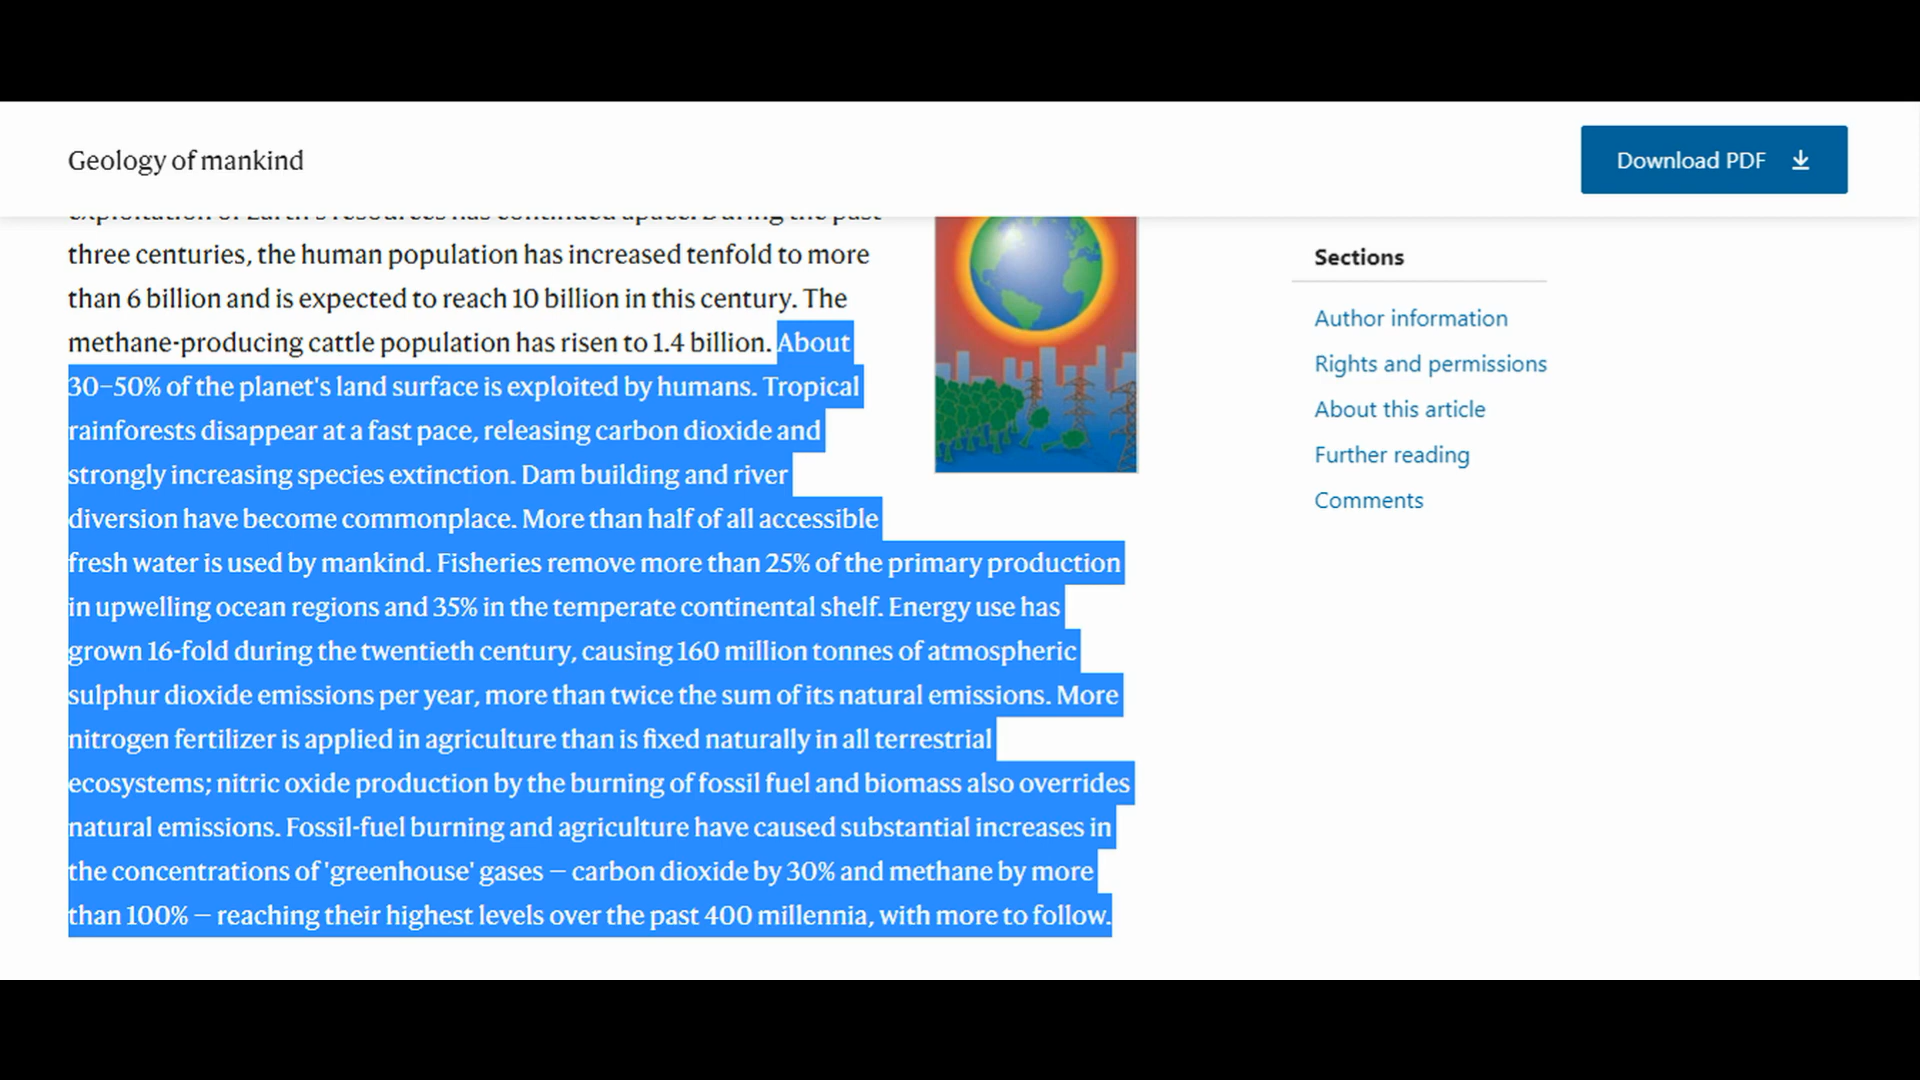 Geology of mankind
Download PDF
exploitation of Earth's resources has continued apace. During the past
three centuries, the human population has increased tenfold to more
than 6 billion and is expected to reach 10 billion in this century. The
methane-producing cattle population has risen to 1.4 billion. About
30–50% of the planet's land surface is exploited by humans. Tropical
rainforests disappear at a fast pace, releasing carbon dioxide and
strongly increasing species extinction. Dam building and river
diversion have become commonplace. More than half of all accessible
fresh water is used by mankind. Fisheries remove more than 25% of the primary production
in upwelling ocean regions and 35% in the temperate continental shelf. Energy use has
grown 16-fold during the twentieth century, causing 160 million tonnes of atmospheric
sulphur dioxide emissions per year, more than twice the sum of its natural emissions. More
nitrogen fertilizer is applied in agriculture than is fixed naturally in all terrestrial
ecosystems; nitric oxide production by the burning of fossil fuel and biomass also overrides
natural emissions. Fossil-fuel burning and agriculture have caused substantial increases in
the concentrations of 'greenhouse' gases — carbon dioxide by 30% and methane by more
than 100% — reaching their highest levels over the past 400 millennia, with more to follow.
Sections
Author information
Rights and permissions
About this article
Further reading
Comments